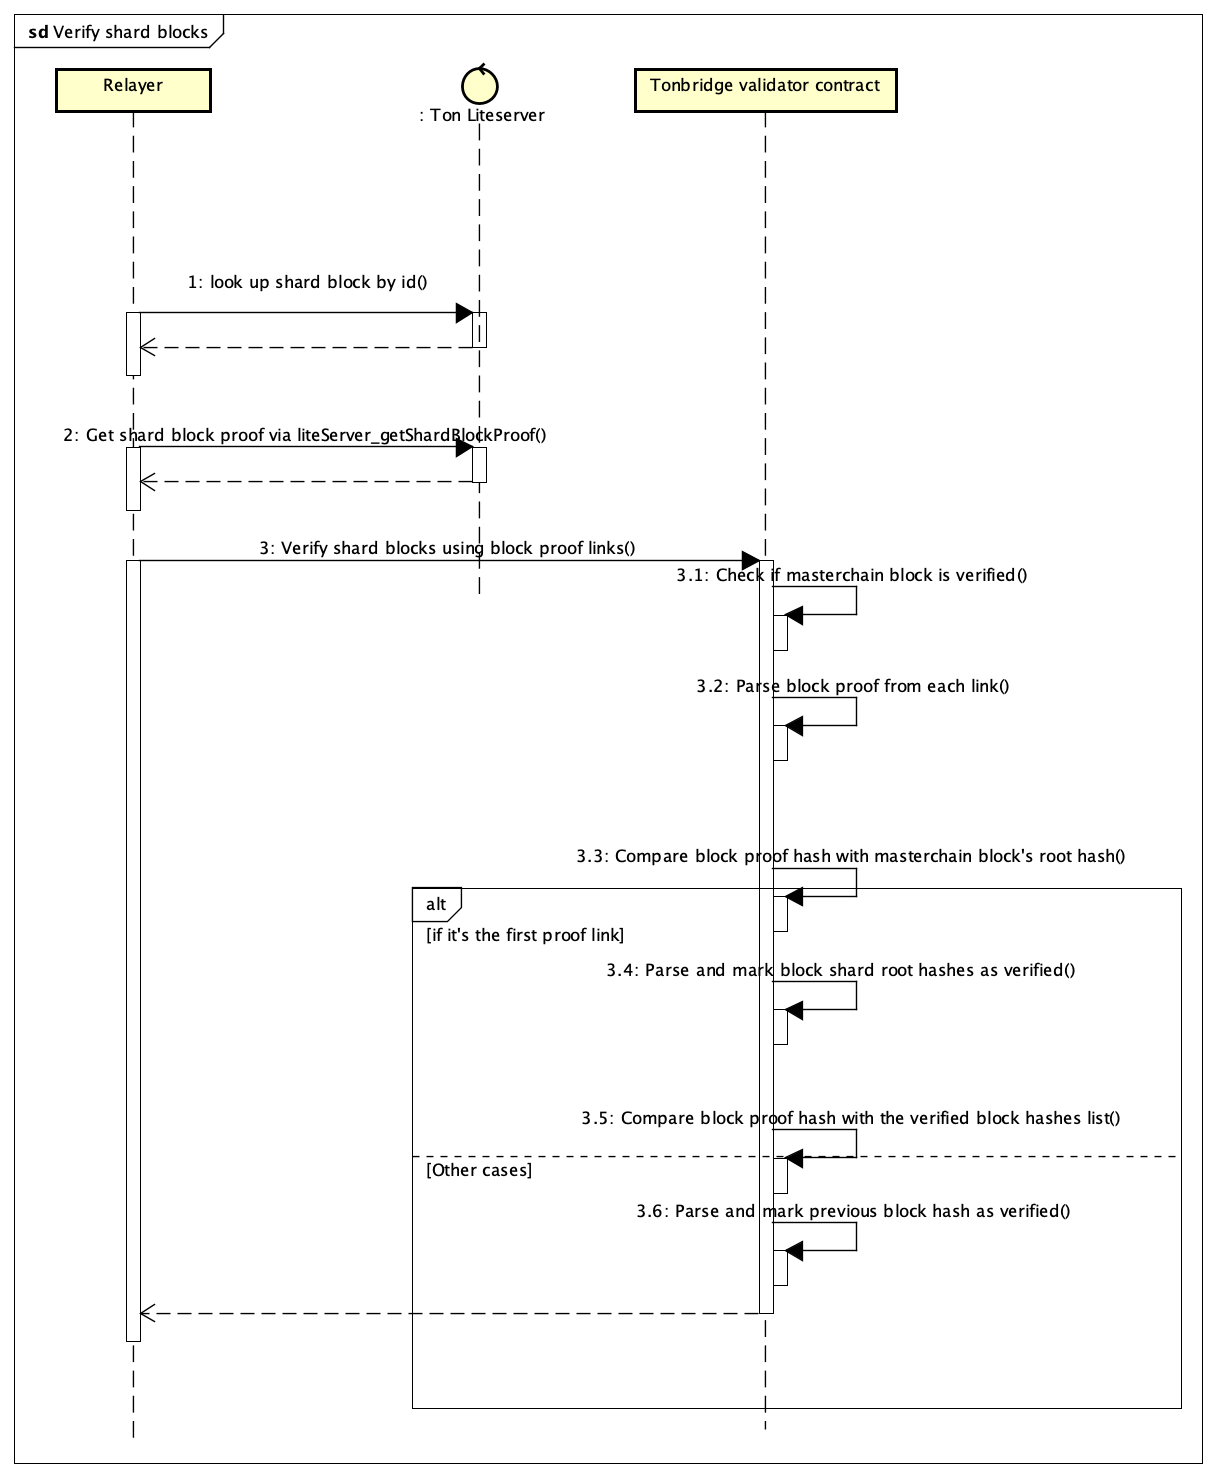 sd Verify shard blocks
Relayer
: Ton Liteserver
Tonbridge validator contract
1: look up shard block by id()
2: Get shard block proof via liteServer_getShardBlockProof()
3: Verify shard blocks using block proof links()
3.1: Check if masterchain block is verified()
3.2: Parse block proof from each link()
3.3: Compare block proof hash with masterchain block's root hash()
alt
[if it's the first proof link]
3.4: Parse and mark block shard root hashes as verified()
3.5: Compare block proof hash with the verified block hashes list()
[Other cases]
3.6: Parse and mark previous block hash as verified()